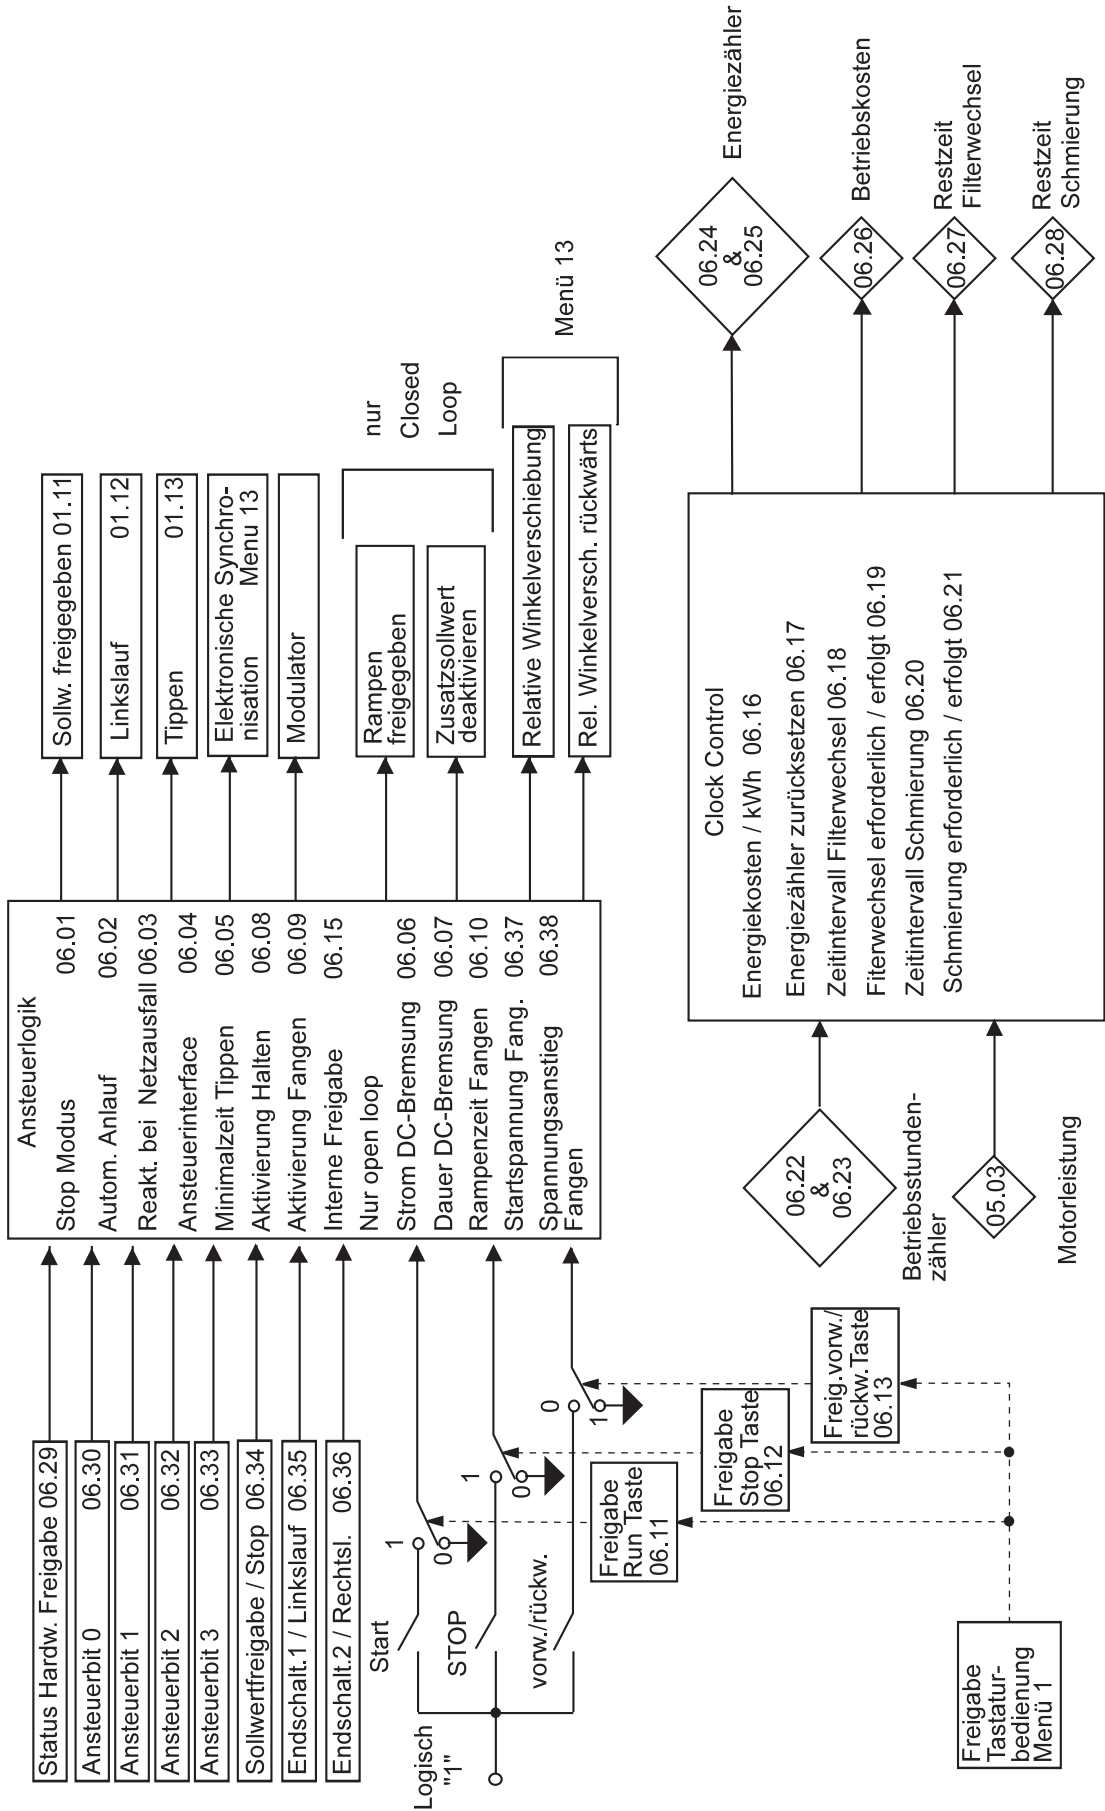 Status Hardw. Freigabe 06.29
Ansteuerbit 0 06.30
Ansteuerbit 1 06.31
Ansteuerbit 2 06.32
Ansteuerbit 3 06.33
Sollwertfreigabe / Stop 06.34
Endschalt.1 / Linkslauf 06.35
Endschalt.2 / Rechtsl. 06.36
Logisch
"1"
Start
1
0
STOP
1
0
vorw./rückw.
0
1
Freigabe
Run Taste
06.11
Freigabe
Stop Taste
06.12
Freig.vorw./
rückw.Taste
06.13
Freigabe
Tastatur-
bedienung
Menü 1
Ansteuerlogik
Stop Modus 06.01
Autom. Anlauf 06.02
Reakt. bei Netzausfall 06.03
Ansteuerinterface 06.04
Minimalzeit Tippen 06.05
Aktivierung Halten 06.08
Aktivierung Fangen 06.09
Interne Freigabe 06.15
Nur open loop
Strom DC-Bremsung 06.06
Dauer DC-Bremsung 06.07
Rampenzeit Fangen 06.10
Startspannung Fang. 06.37
Spannungsanstieg 06.38
Fangen
Sollw. freigegeben 01.11
Linkslauf 01.12
Tippen 01.13
Elektronische Synchro-
nisation Menu 13
Modulator
Rampen
freigegeben
Zusatzsollwert
deaktivieren
nur
Closed
Loop
Relative Winkelverschiebung
Rel. Winkelversch. rückwärts
Menü 13
06.22
&
06.23
Betriebsstunden-
zähler
05.03
Motorleistung
Clock Control
Energiekosten / kWh 06.16
Energiezähler zurücksetzen 06.17
Zeitintervall Filterwechsel 06.18
Fiterwechsel erforderlich / erfolgt 06.19
Zeitintervall Schmierung 06.20
Schmierung erforderlich / erfolgt 06.21
06.24
&
06.25
Energiezähler
06.26
Betriebskosten
06.27
Restzeit
Filterwechsel
06.28
Restzeit
Schmierung